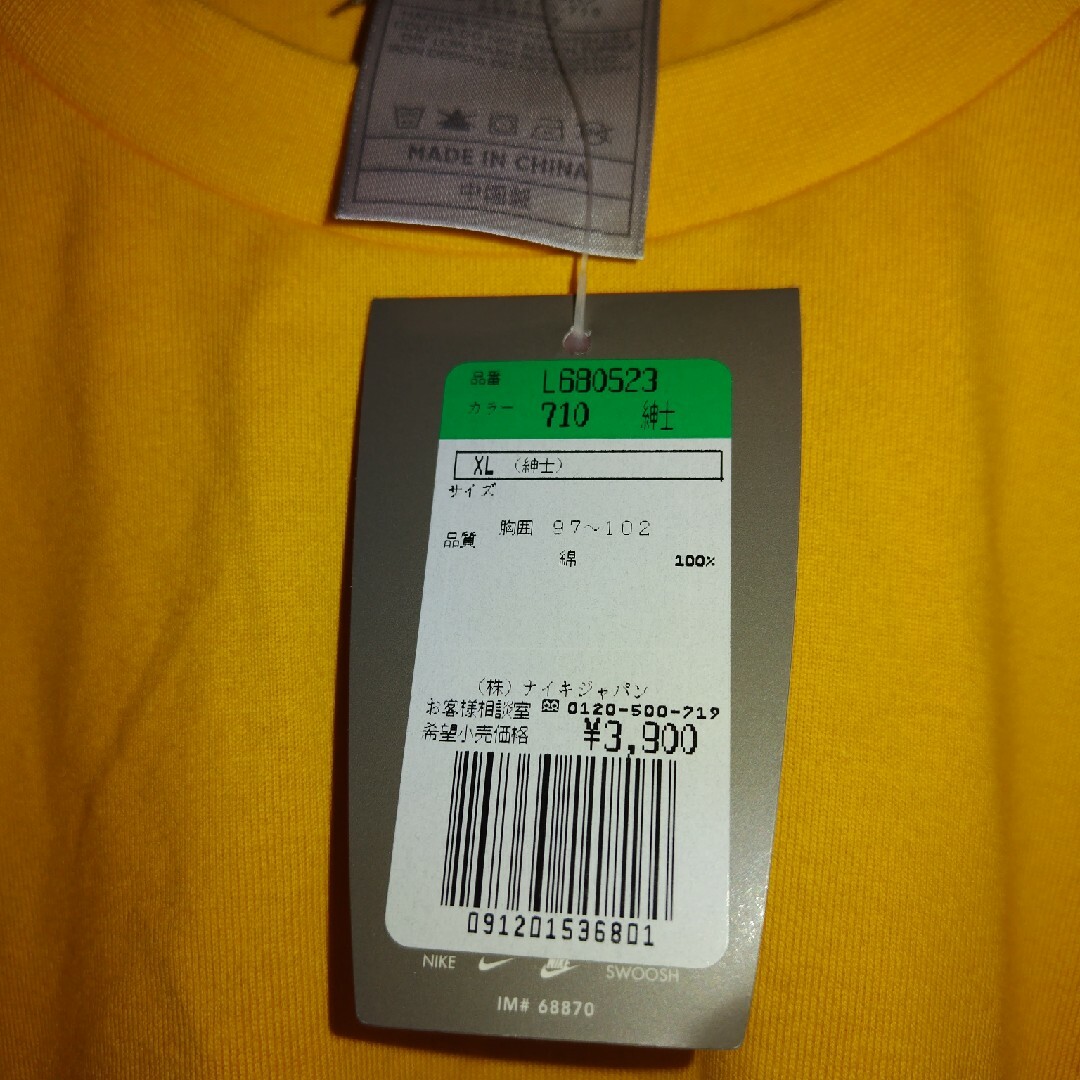 MADE IN CHINA
中国製
品番 L680523
カラー 710 紳士
XL (紳士)
サイズ
胸囲 97〜102
品質
綿 100%
(株)ナイキジャパン
お客様相談室 0120-500-719
希望小売価格 ¥3,900
091201536801
NIKE NIKE SWOOSH
IM# 68870